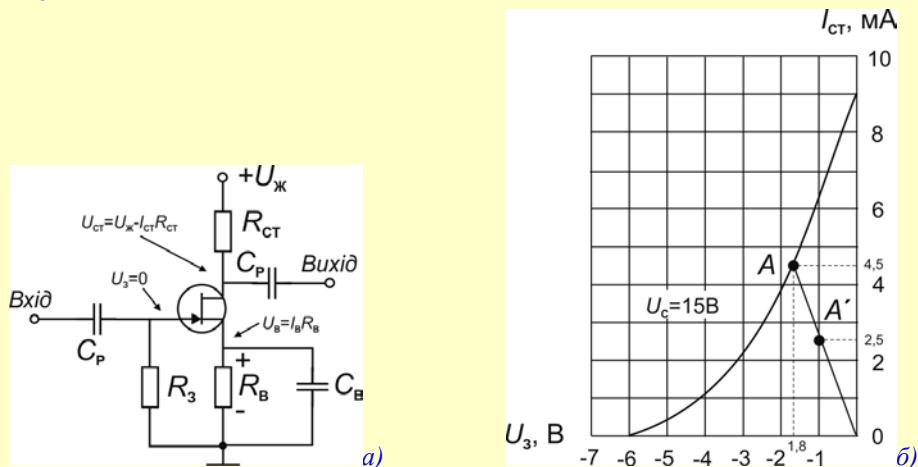 +Uж
Uст=Uж-IстRст
Rст
Cр
Вихід
Uз=0
Вхід
Uв=IвRв
Cр
+
Rз
Rв
Cв
-
а)
Iст, мА
10
8
6
A
4,5
4
Uс=15В
A´
2,5
2
Uз, В
0
-7 -6 -5 -4 -3 -2 1,8 -1
б)